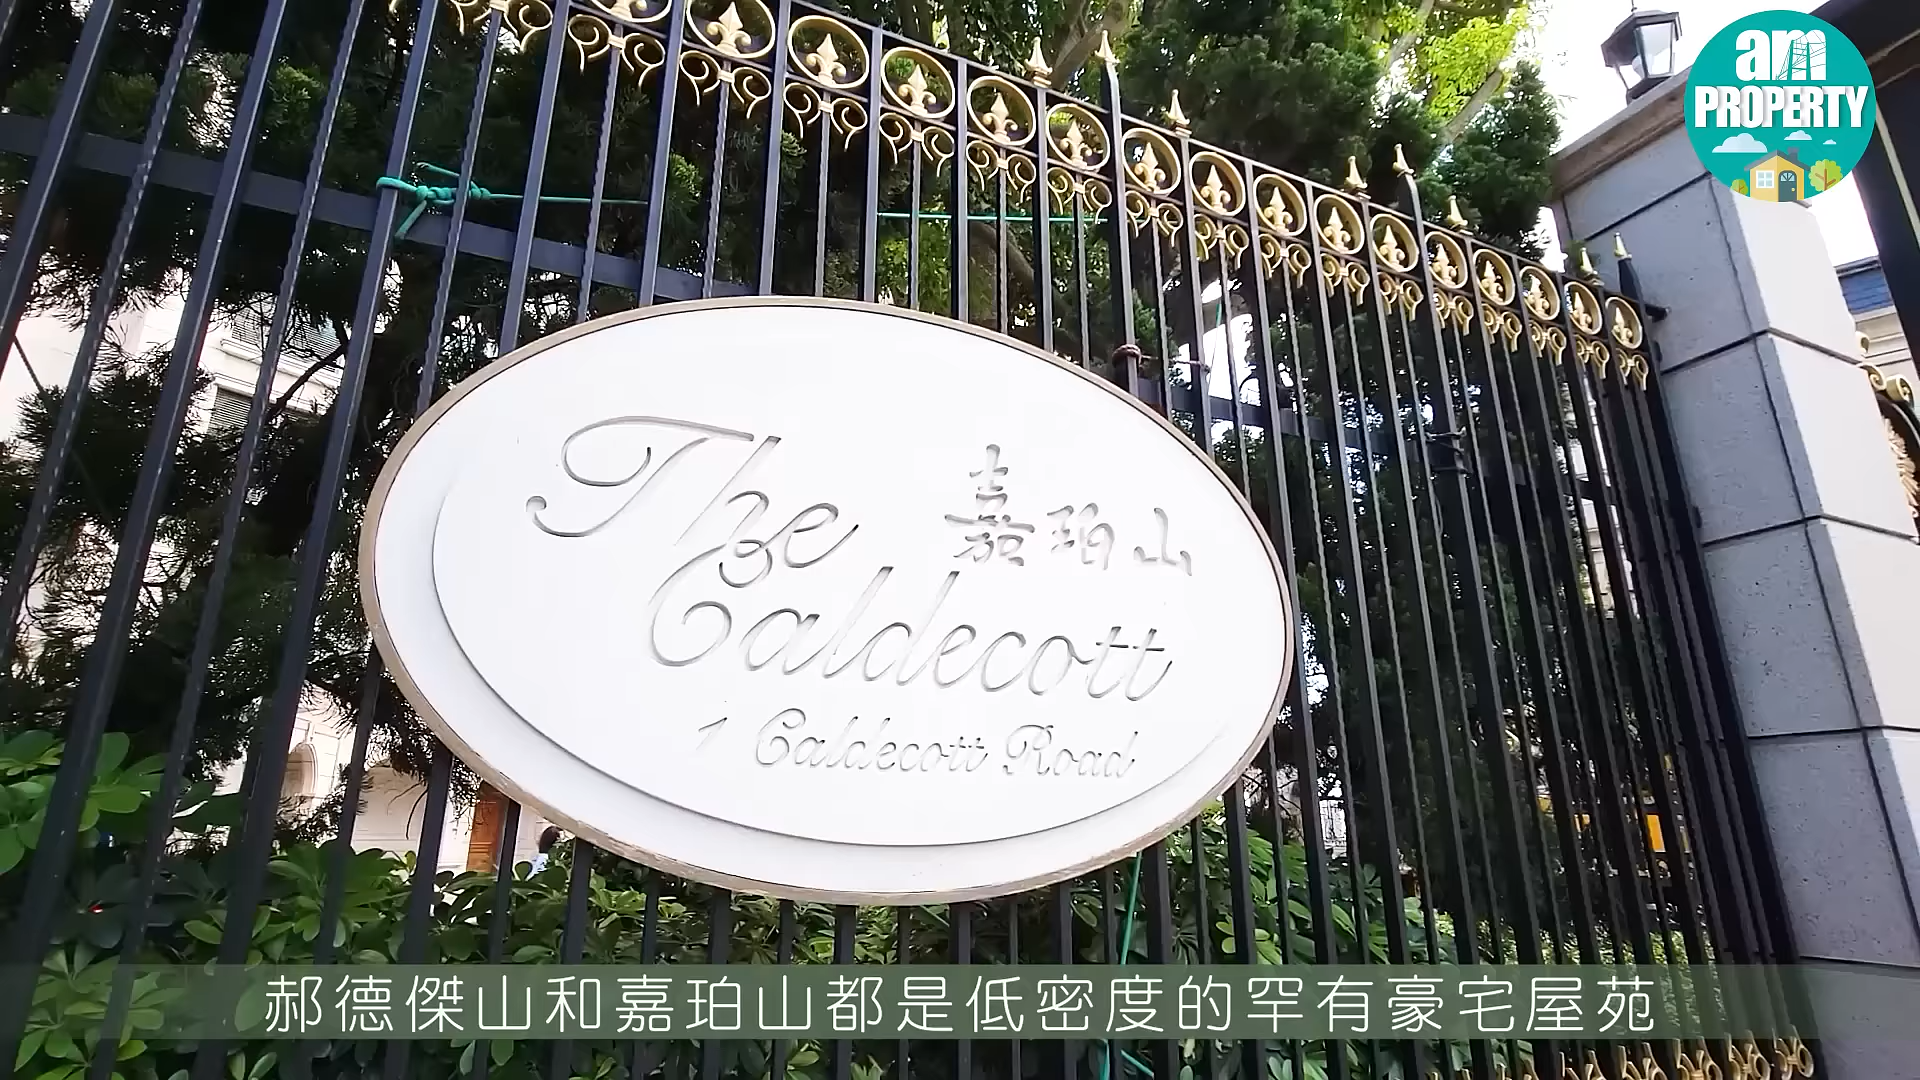 am
PROPERTY
The
嘉珀山
Caldecott
1 Caldecott Road
郝德傑山和嘉珀山都是低密度的罕有豪宅屋苑